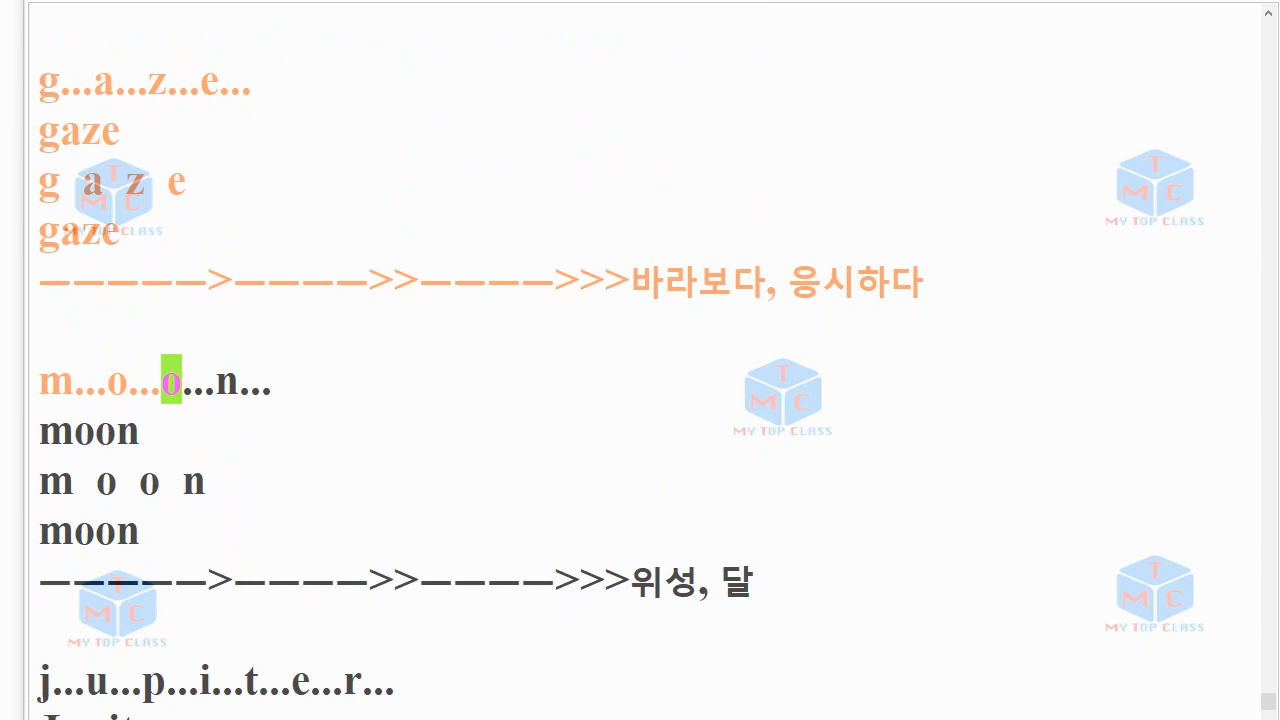 g...a...z...e...
gaze
g a z e
gaze
—————>————>>————>>>바라보다, 응시하다
m...o...o...n...
moon
m o o n
moon
—————>————>>————>>>위성, 달
j...u...p...i...t...e...r...
T
M C
MY TOP CLASS
T
M C
MY TOP CLASS
T
M C
MY TOP CLASS
T
M C
MY TOP CLASS
T
M C
MY TOP CLASS